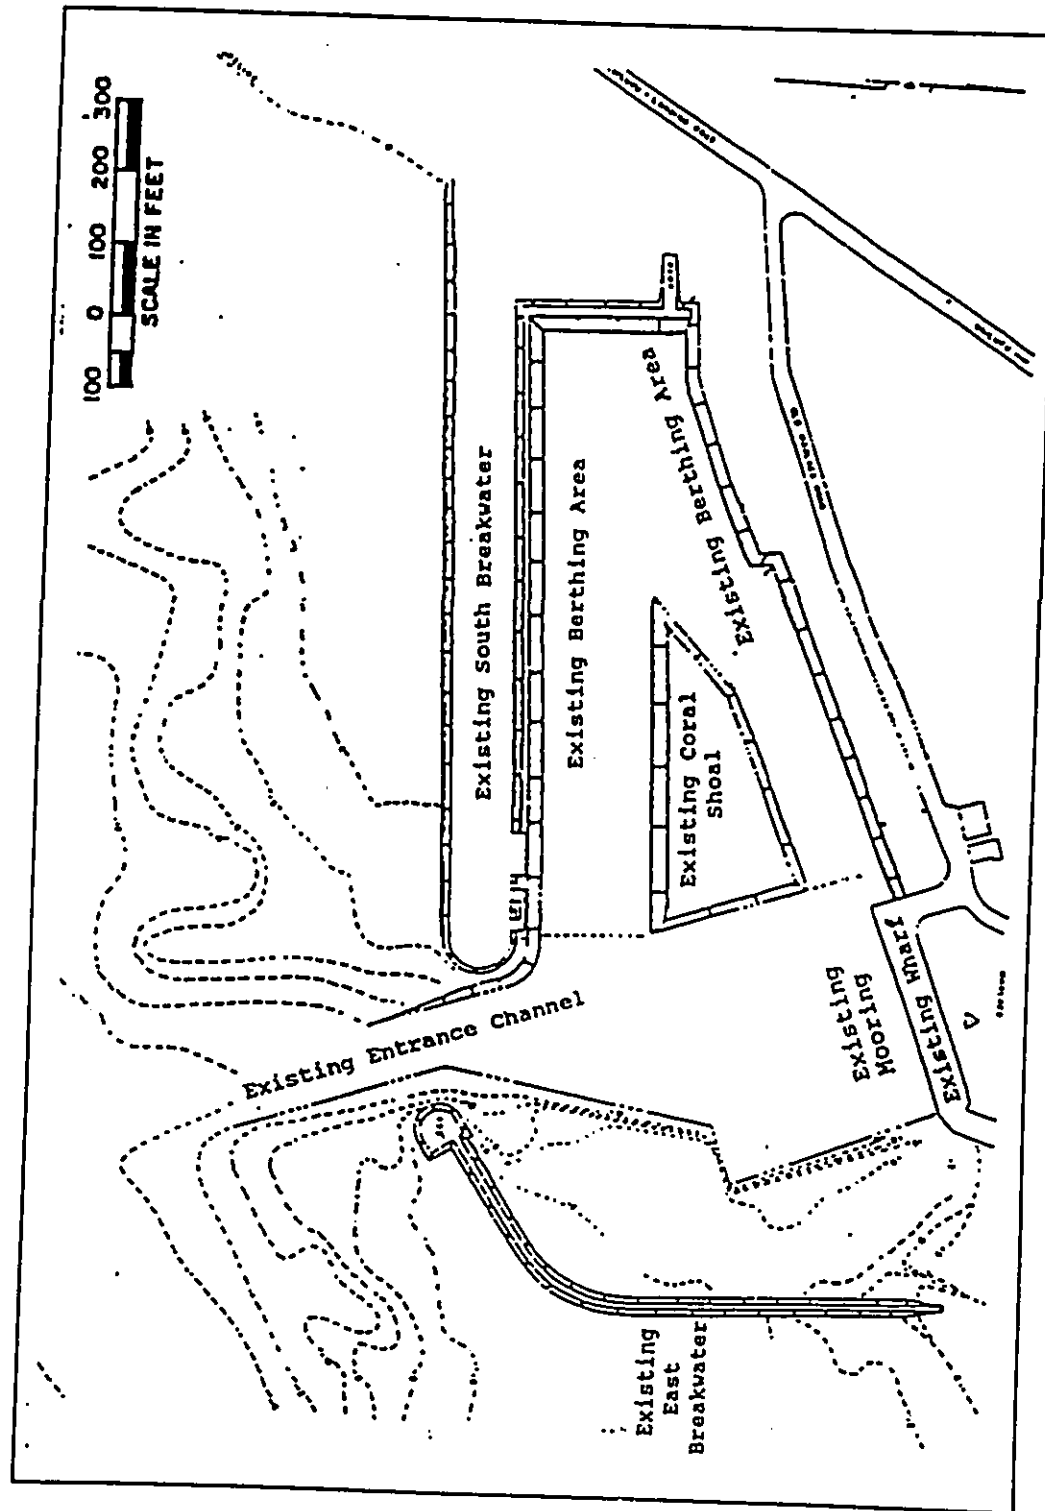 100 0 100 200 300
SCALE IN FEET
Existing South Breakwater
Existing Berthing Area
Existing Berthing Area
Existing Coral
Shoal
Existing Entrance Channel
Existing
Mooring
Existing Wharf
Existing
East
Breakwater